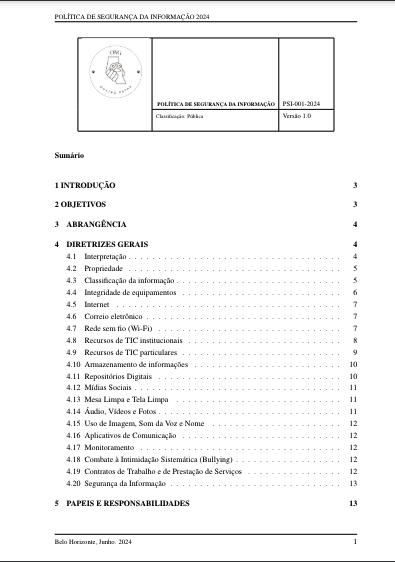 POLÍTICA DE SEGURANÇA DA INFORMAÇÃO 2024
ONG
POLÍTICA DE SEGURANÇA DA INFORMAÇÃO
PSI-001-2024
Classificação: Pública
Versão 1.0
Sumário
1 INTRODUÇÃO 3
2 OBJETIVOS 3
3 ABRANGÊNCIA 4
4 DIRETRIZES GERAIS 4
4.1 Interpretação 4
4.2 Propriedade 5
4.3 Classificação da informação 5
4.4 Integridade de equipamentos 6
4.5 Internet 7
4.6 Correio eletrônico 7
4.7 Rede sem fio (Wi-Fi) 7
4.8 Recursos de TIC institucionais 8
4.9 Recursos de TIC particulares 9
4.10 Armazenamento de informações 10
4.11 Repositórios Digitais 10
4.12 Mídias Sociais 11
4.13 Mesa Limpa e Tela Limpa 11
4.14 Áudio, Vídeos e Fotos 11
4.15 Uso de Imagem, Som da Voz e Nome 12
4.16 Aplicativos de Comunicação 12
4.17 Monitoramento 12
4.18 Combate à Intimidação Sistemática (Bullying) 12
4.19 Contratos de Trabalho e de Prestação de Serviços 12
4.20 Segurança da Informação 13
5 PAPEIS E RESPONSABILIDADES 13
Belo Horizonte, Junho. 2024 1